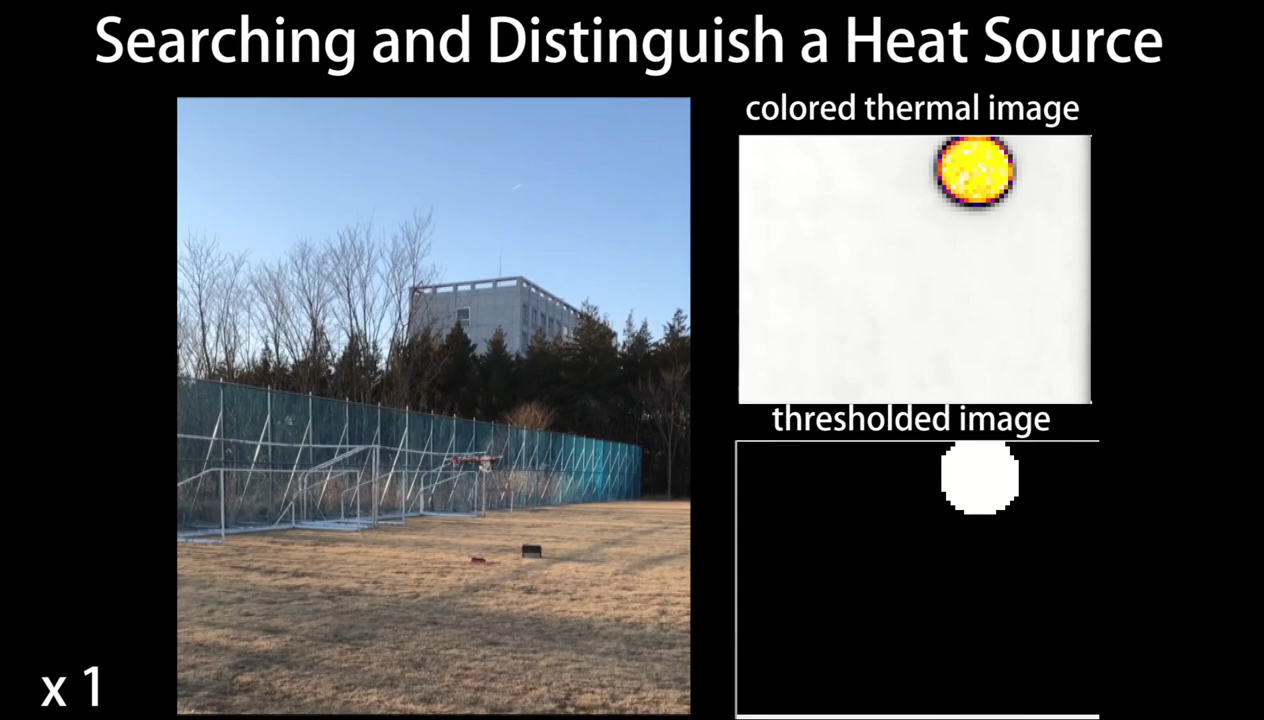 Searching and Distinguish a Heat Source
colored thermal image
thresholded image
x 1